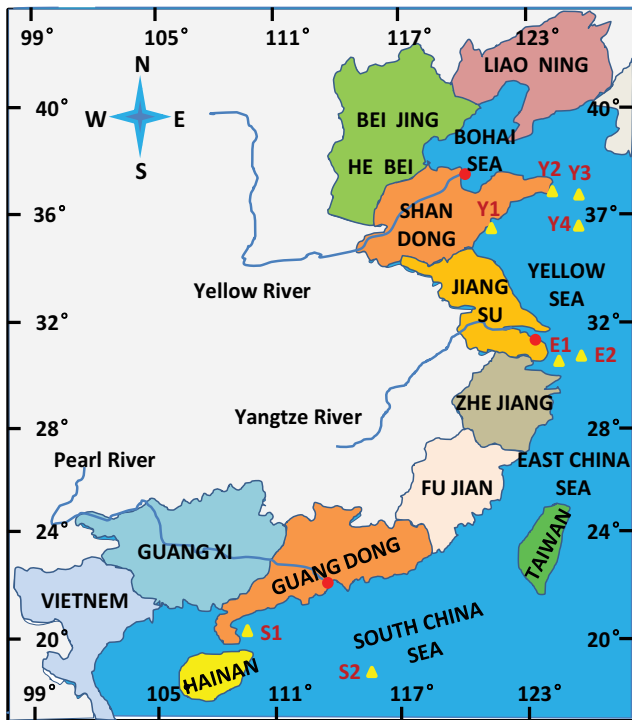 99° 105° 111° 117° 123°
N
W E
S
LIAO NING
40° 40°
BEI JING
HE BEI
BOHAI
SEA
Y2 Y3
36° 37°
SHAN
DONG
Y1
Y4
Yellow River
JIANG
SU
YELLOW
SEA
32° 32°
E1 E2
ZHE JIANG
Yangtze River
28° 28°
Pearl River
FU JIAN
EAST CHINA
SEA
24° 24°
GUANG XI
GUANG DONG
TAIWAN
VIETNEM
20° 20°
S1
SOUTH CHINA
SEA
HAINAN
S2
99° 105° 111° 117° 123°